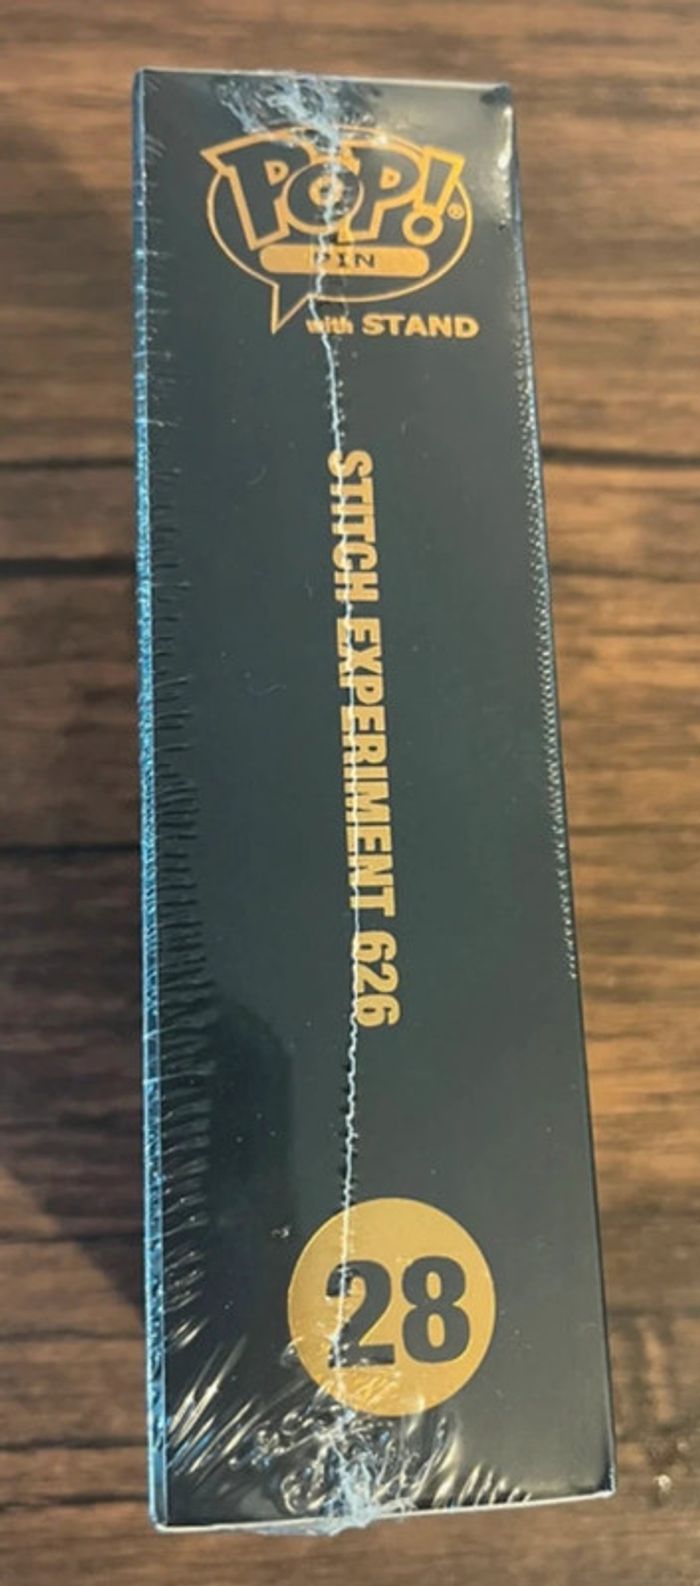 POP!®
PIN
with STAND
STITCH EXPERIMENT 626
28